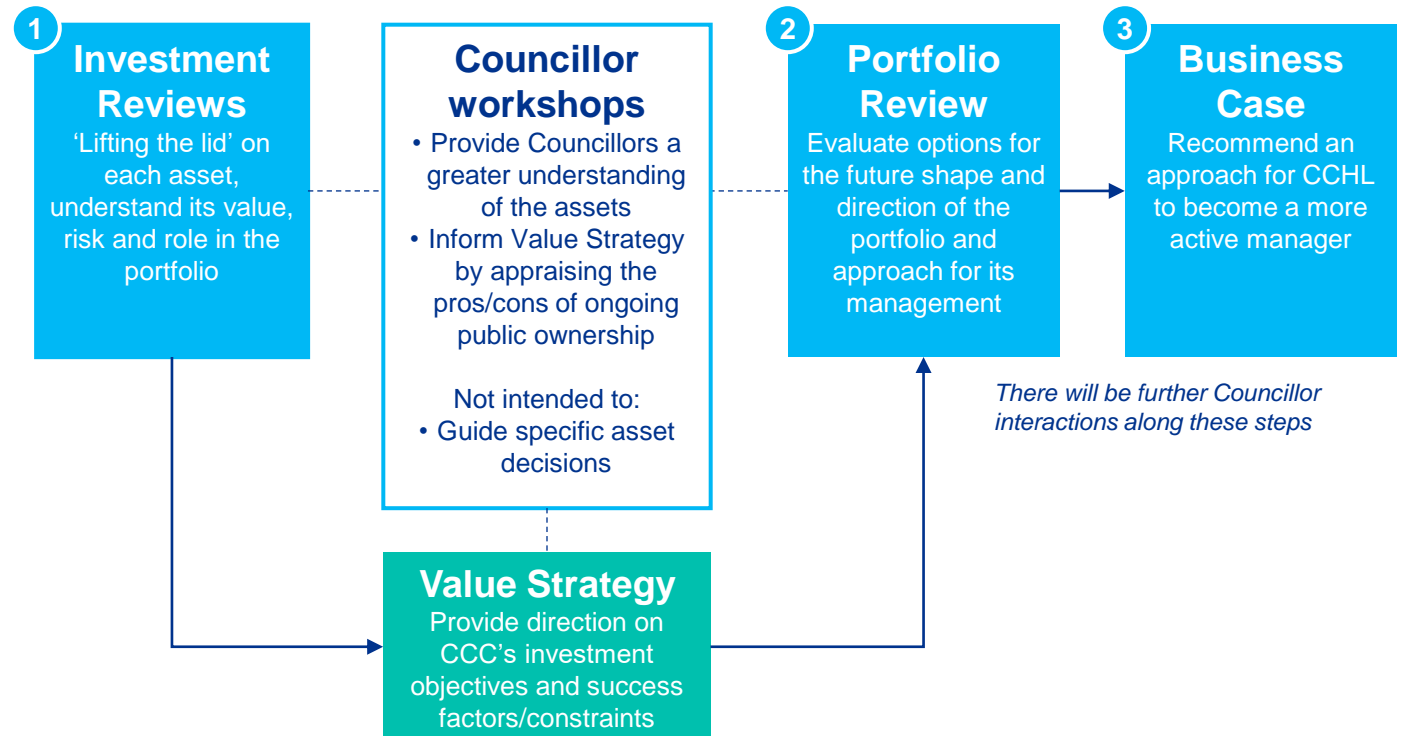 1
Investment
Reviews
‘Lifting the lid’ on
each asset,
understand its value,
risk and role in the
portfolio
Councillor
workshops
• Provide Councillors a
greater understanding
of the assets
• Inform Value Strategy
by appraising the
pros/cons of ongoing
public ownership
Not intended to:
• Guide specific asset
decisions
2
Portfolio
Review
Evaluate options for
the future shape and
direction of the
portfolio and
approach for its
management
3
Business
Case
Recommend an
approach for CCHL
to become a more
active manager
There will be further Councillor
interactions along these steps
Value Strategy
Provide direction on
CCC’s investment
objectives and success
factors/constraints